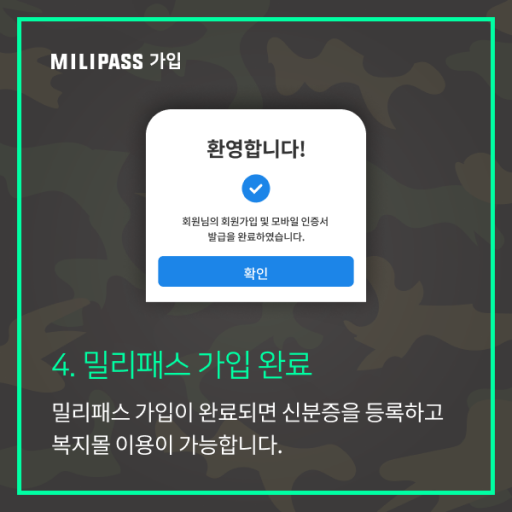 MILIPASS 가입
환영합니다!
회원님의 회원가입 및 모바일 인증서
발급을 완료하였습니다.
확인
4. 밀리패스 가입 완료
밀리패스 가입이 완료되면 신분증을 등록하고
복지몰 이용이 가능합니다.